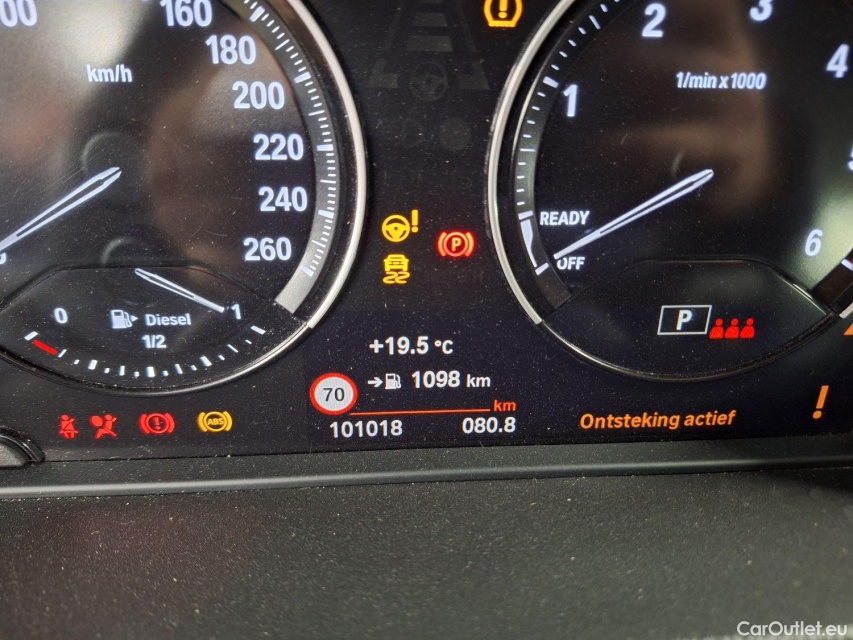 160
180
km/h
200
220
240
260
0
Diesel
1
1/2
1
2
3
4
1/min x1000
READY
OFF
6
P
P
+19.5 °C
1098 km
70
km
101018
080.8
ABS
Ontsteking actief
CarOutlet.eu